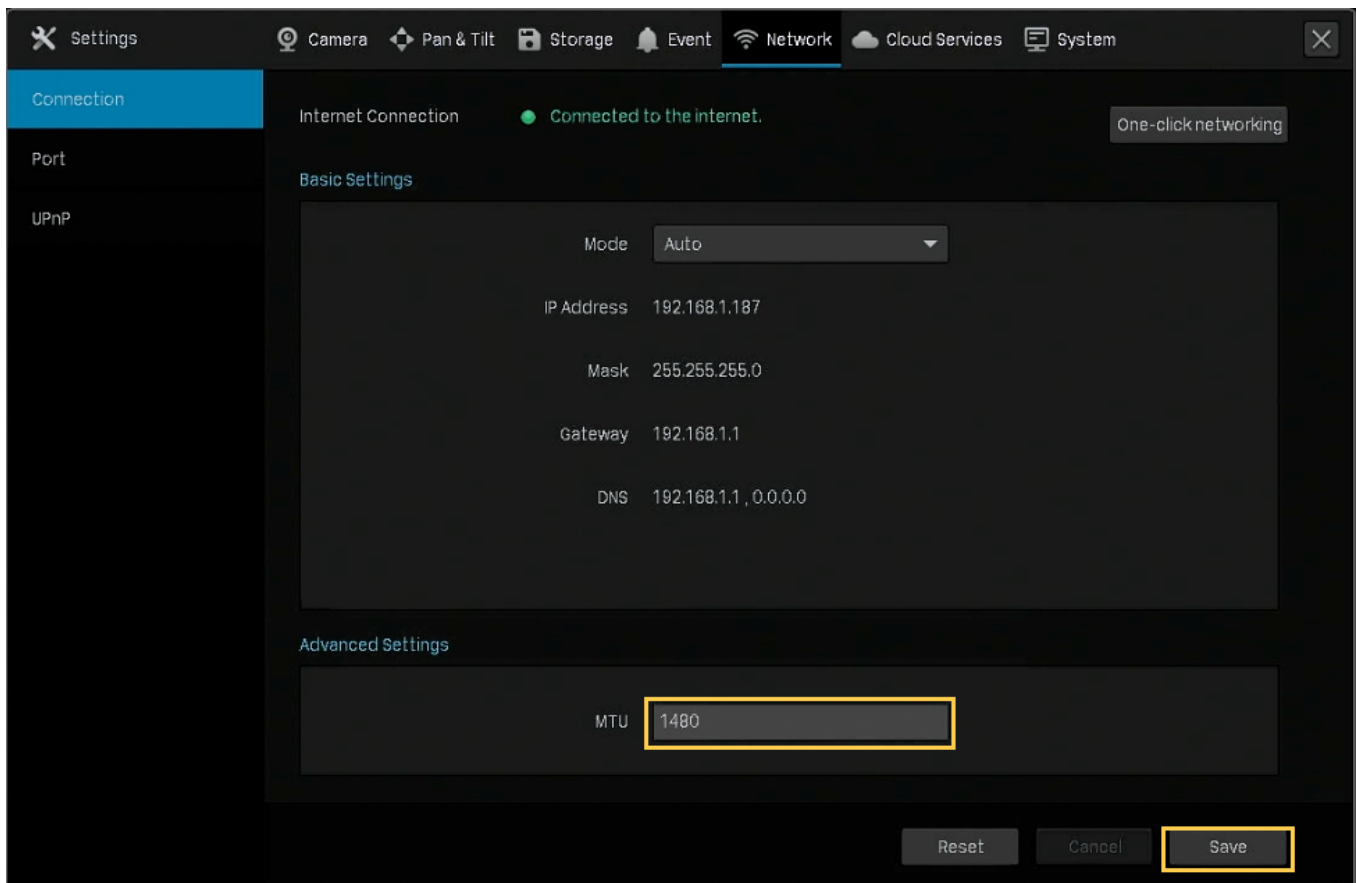 Settings
Camera Pan & Tilt Storage Event Network Cloud Services System
Connection
Port
UPnP
Internet Connection Connected to the internet.
One-click networking
Basic Settings
Mode Auto
IP Address 192.168.1.187
Mask 255.255.255.0
Gateway 192.168.1.1
DNS 192.168.1.1 , 0.0.0.0
Advanced Settings
MTU 1480
Reset Cancel Save